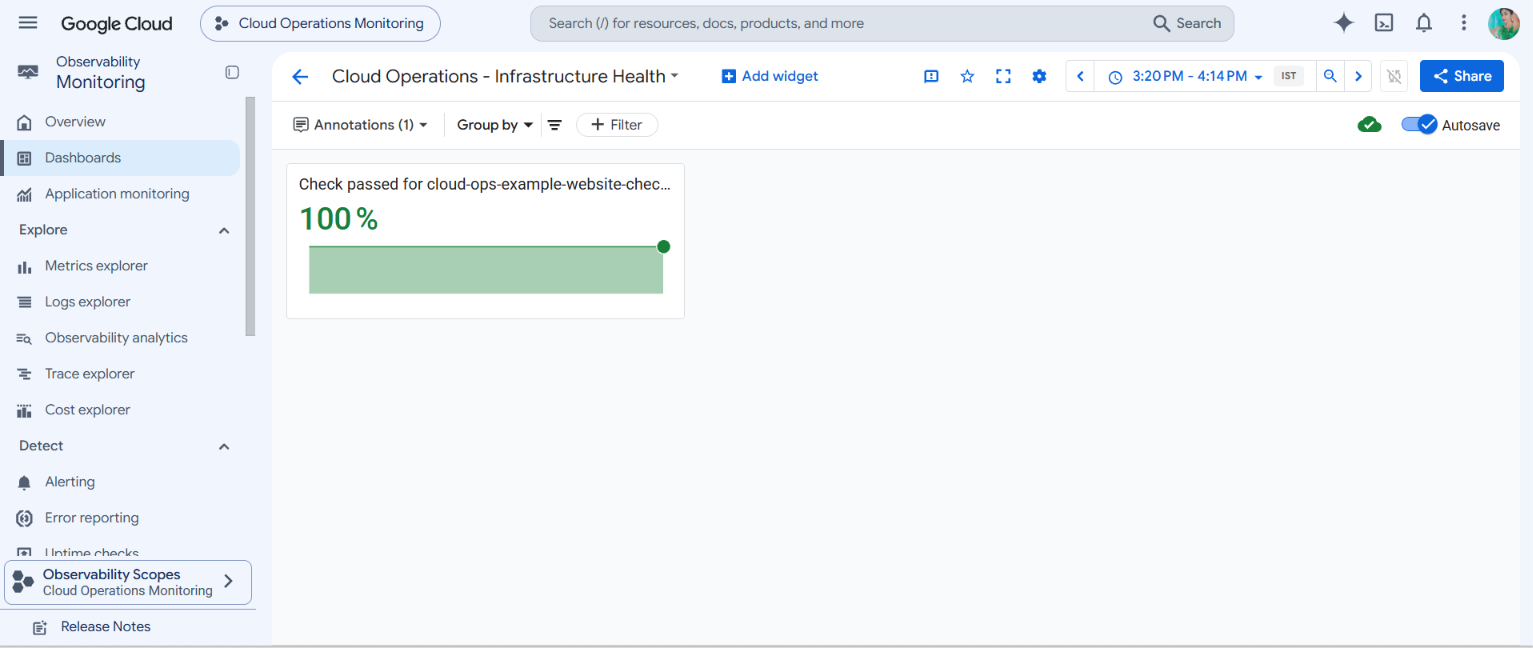 Google Cloud
Cloud Operations Monitoring
Search (/) for resources, docs, products, and more
Search
Observability
Monitoring
Overview
Dashboards
Application monitoring
Explore
Metrics explorer
Logs explorer
Observability analytics
Trace explorer
Cost explorer
Detect
Alerting
Error reporting
Uptime checks
Observability Scopes
Cloud Operations Monitoring
Release Notes
Cloud Operations - Infrastructure Health
Add widget
3:20 PM - 4:14 PM IST
Share
Annotations (1)
Group by
Filter
Autosave
Check passed for cloud-ops-example-website-chec...
100 %